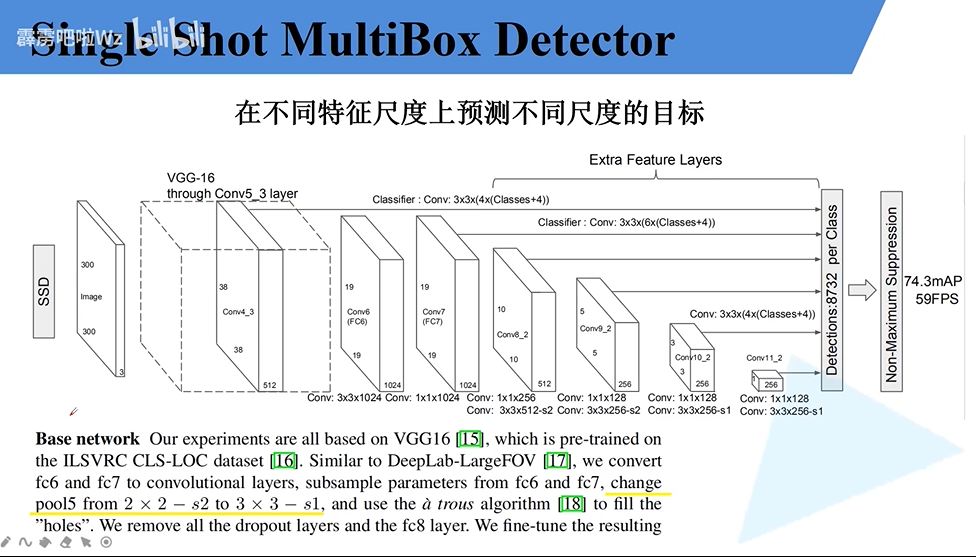 霹雳吧啦Wz bilibili
Single Shot MultiBox Detector
在不同特征尺度上预测不同尺度的目标
Extra Feature Layers
VGG-16
through Conv5_3 layer
Classifier : Conv: 3x3x(4x(Classes+4))
Classifier : Conv: 3x3x(6x(Classes+4))
SSD
300
Image
300
3
38
Conv4_3
38
512
19
Conv6
(FC6)
19
1024
19
Conv7
(FC7)
19
1024
10
Conv8_2
10
512
5
Conv9_2
5
256
Conv: 3x3x(4x(Classes+4))
3
Conv10_2
3
256
Conv11_2
1
256
Detections:8732 per Class
Non-Maximum Suppression
74.3mAP
59FPS
Conv: 3x3x1024 Conv: 1x1x1024 Conv: 1x1x256 Conv: 1x1x128 Conv: 1x1x128 Conv: 1x1x128
Conv: 3x3x512-s2 Conv: 3x3x256-s2 Conv: 3x3x256-s1 Conv: 3x3x256-s1
Base network Our experiments are all based on VGG16 [15], which is pre-trained on
the ILSVRC CLS-LOC dataset [16]. Similar to DeepLab-LargeFOV [17], we convert
fc6 and fc7 to convolutional layers, subsample parameters from fc6 and fc7, change
pool5 from 2 × 2 − s2 to 3 × 3 − s1, and use the à trous algorithm [18] to fill the
"holes". We remove all the dropout layers and the fc8 layer. We fine-tune the resulting